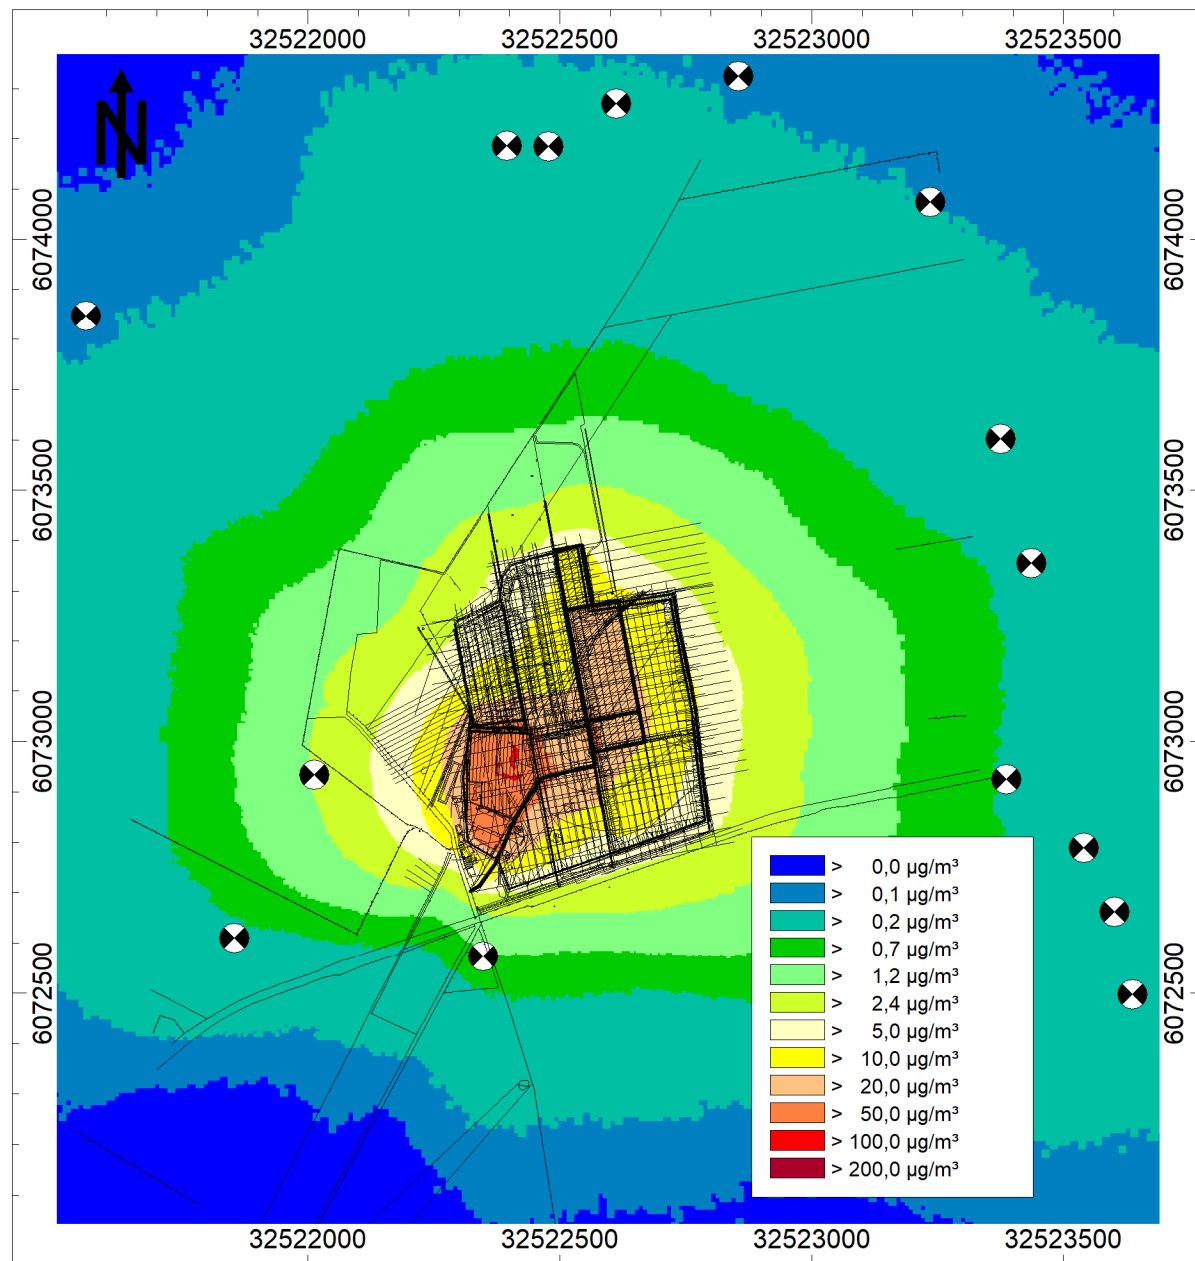 32522000 32522500 32523000 32523500
N
6074000 6074000
6073500 6073500
6073000 6073000
6072500 6072500
> 0,0 µg/m³
> 0,1 µg/m³
> 0,2 µg/m³
> 0,7 µg/m³
> 1,2 µg/m³
> 2,4 µg/m³
> 5,0 µg/m³
> 10,0 µg/m³
> 20,0 µg/m³
> 50,0 µg/m³
> 100,0 µg/m³
> 200,0 µg/m³
32522000 32522500 32523000 32523500